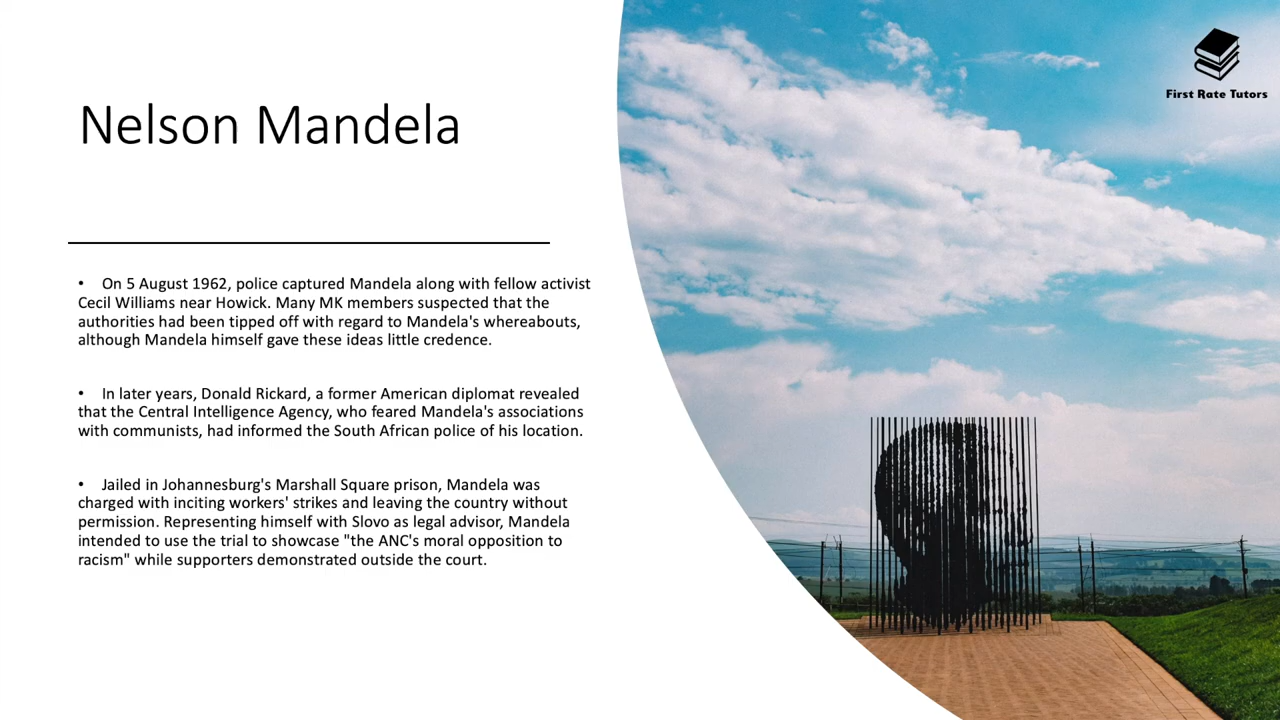 First Rate Tutors
Nelson Mandela
• On 5 August 1962, police captured Mandela along with fellow activist
Cecil Williams near Howick. Many MK members suspected that the
authorities had been tipped off with regard to Mandela's whereabouts,
although Mandela himself gave these ideas little credence.
• In later years, Donald Rickard, a former American diplomat revealed
that the Central Intelligence Agency, who feared Mandela's associations
with communists, had informed the South African police of his location.
• Jailed in Johannesburg's Marshall Square prison, Mandela was
charged with inciting workers' strikes and leaving the country without
permission. Representing himself with Slovo as legal advisor, Mandela
intended to use the trial to showcase "the ANC's moral opposition to
racism" while supporters demonstrated outside the court.